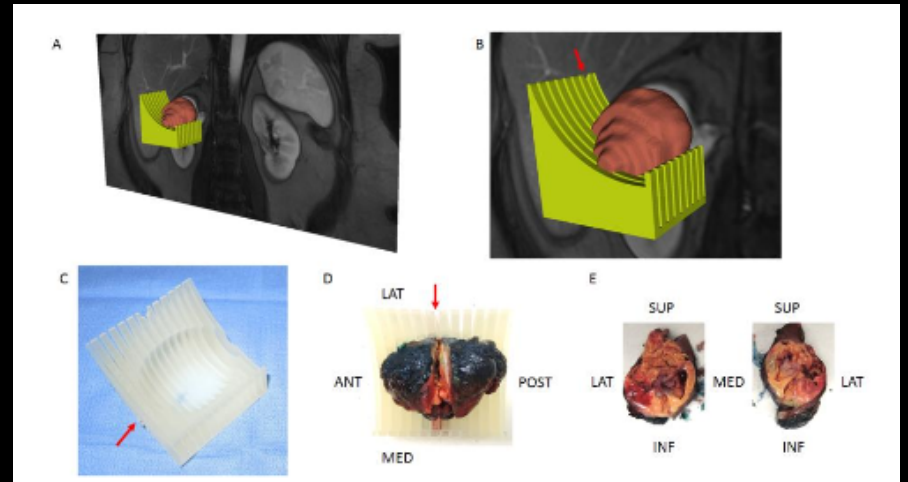 A
B
C
D
E
LAT
ANT
POST
MED
SUP
SUP
LAT
MED
LAT
INF
INF